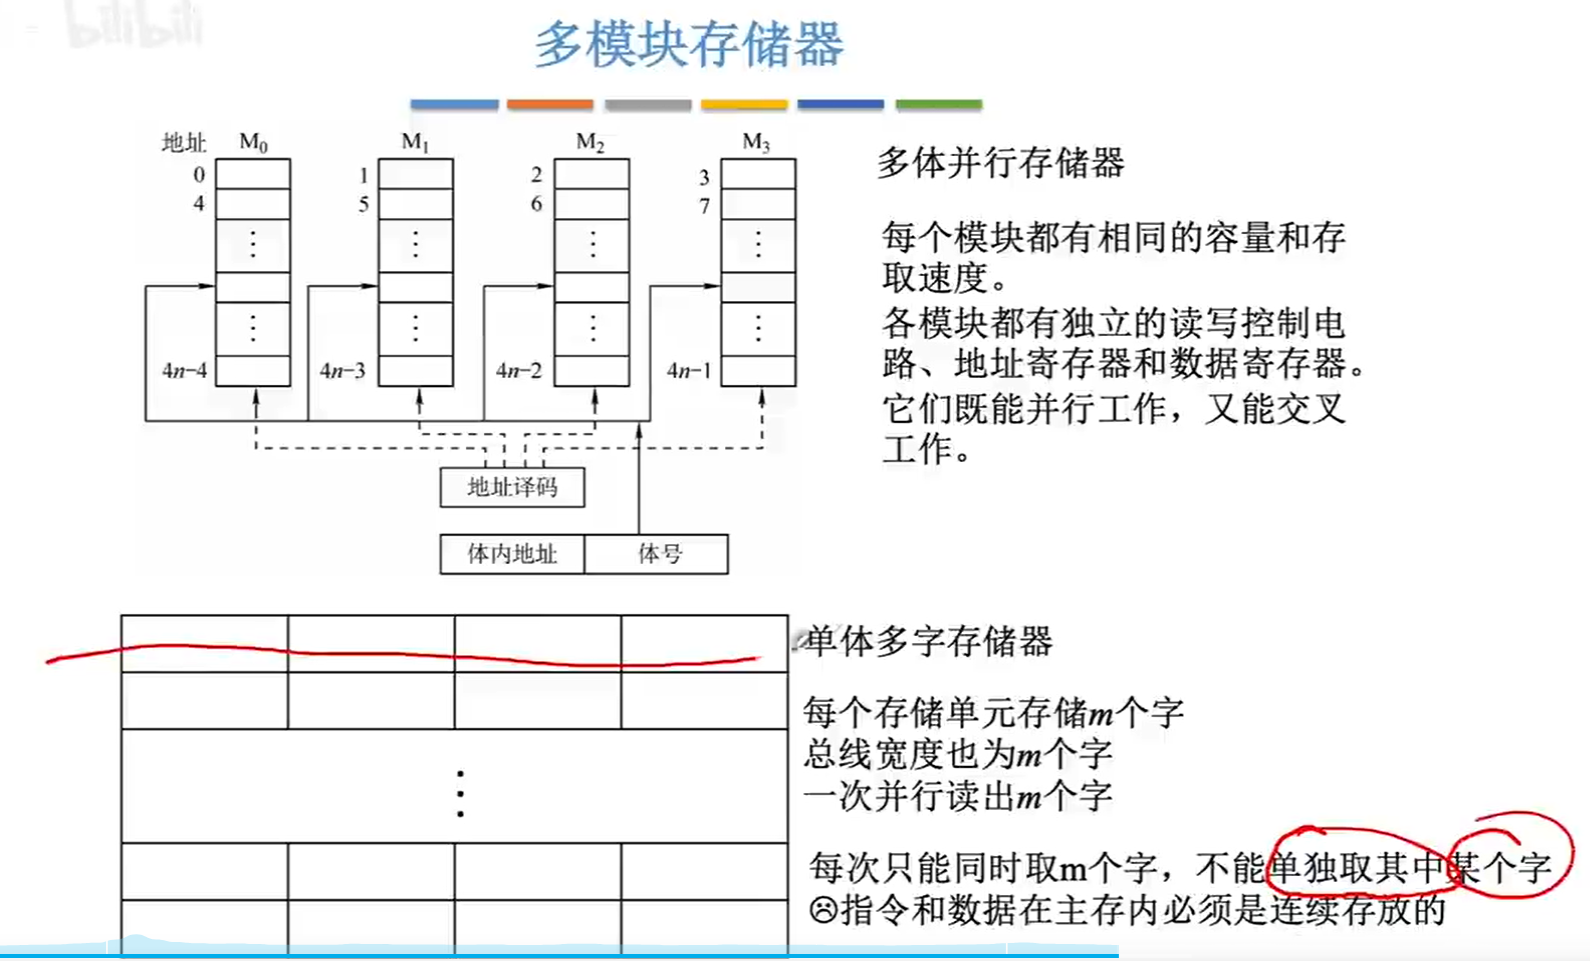 bilibili
多模块存储器
地址 M0 M1 M2 M3
0 1 2 3
4 5 6 7
4n-4 4n-3 4n-2 4n-1
地址译码
体内地址 体号
多体并行存储器
每个模块都有相同的容量和存
取速度。
各模块都有独立的读写控制电
路、地址寄存器和数据寄存器。
它们既能并行工作，又能交叉
工作。
单体多字存储器
每个存储单元存储m个字
总线宽度也为m个字
一次并行读出m个字
每次只能同时取m个字，不能单独取其中某个字
☹指令和数据在主存内必须是连续存放的